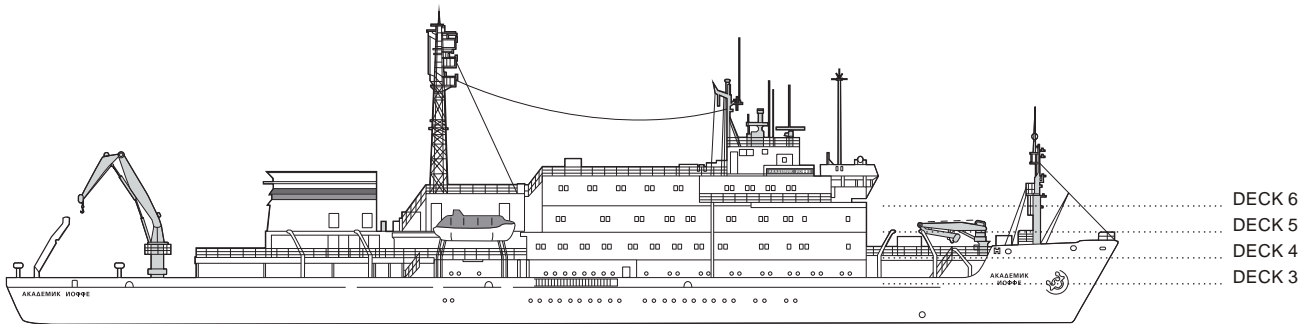 DECK 6
DECK 5
DECK 4
DECK 3
АКАДЕМИК
ИОФФЕ
АКАДЕМИК ИОФФЕ